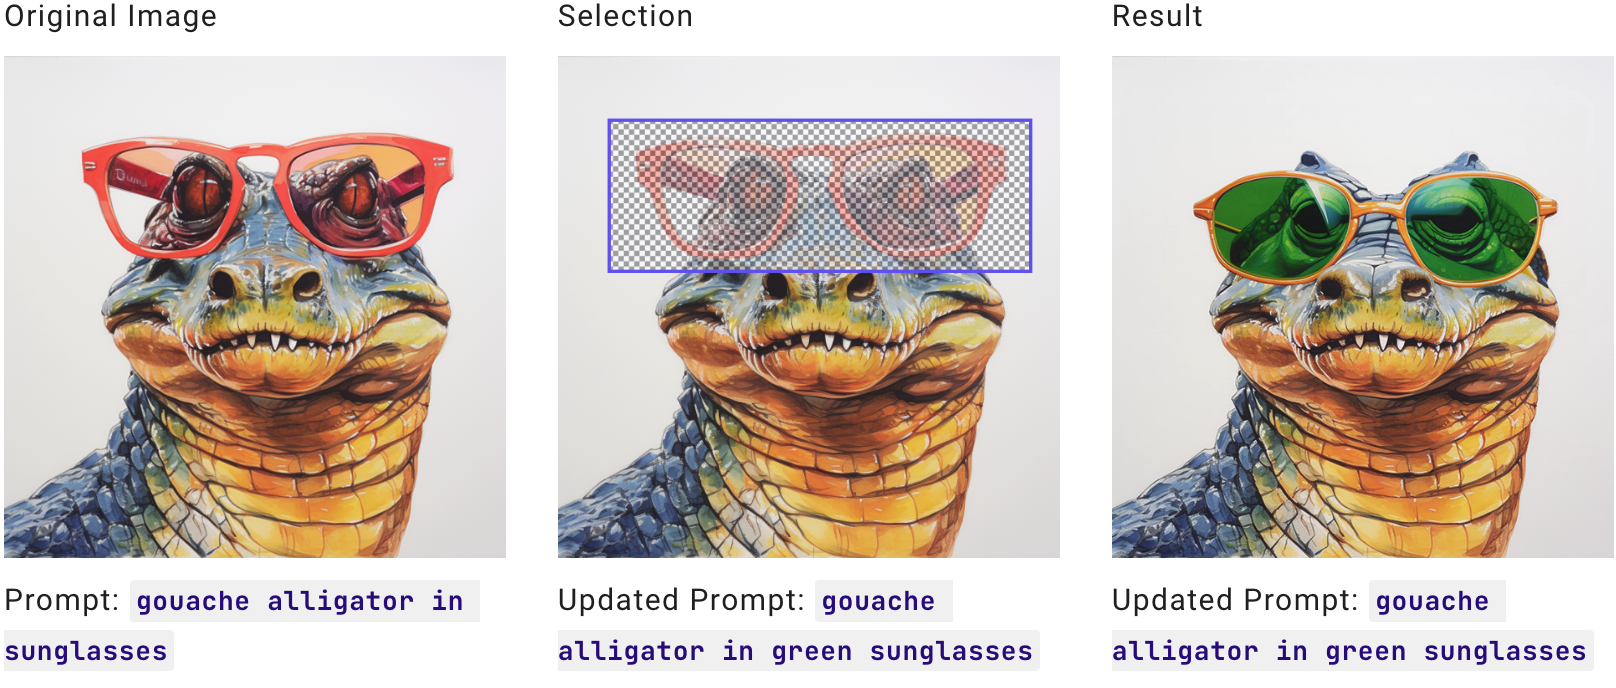 Original Image
Selection
Result
Prompt: gouache alligator in
sunglasses
Updated Prompt: gouache
alligator in green sunglasses
Updated Prompt: gouache
alligator in green sunglasses